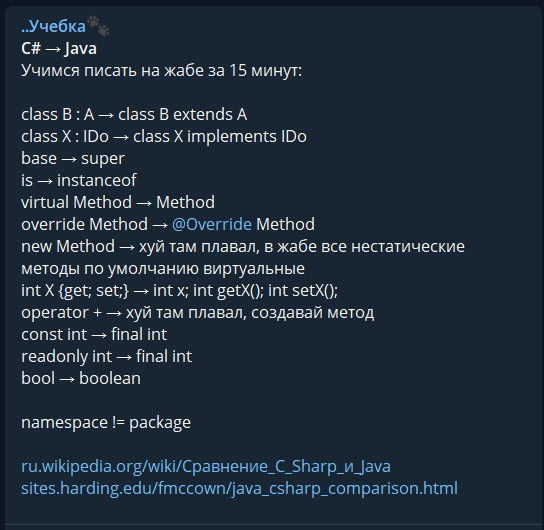 ..Учебка🐾
C# → Java
Учимся писать на жабе за 15 минут:
class B : A → class B extends A
class X : IDo → class X implements IDo
base → super
is → instanceof
virtual Method → Method
override Method → @Override Method
new Method → хуй там плавал, в жабе все нестатические
методы по умолчанию виртуальные
int X {get; set;} → int x; int getX(); int setX();
operator + → хуй там плавал, создавай метод
const int → final int
readonly int → final int
bool → boolean
namespace != package
ru.wikipedia.org/wiki/Сравнение_C_Sharp_и_Java
sites.harding.edu/fmccown/java_csharp_comparison.html